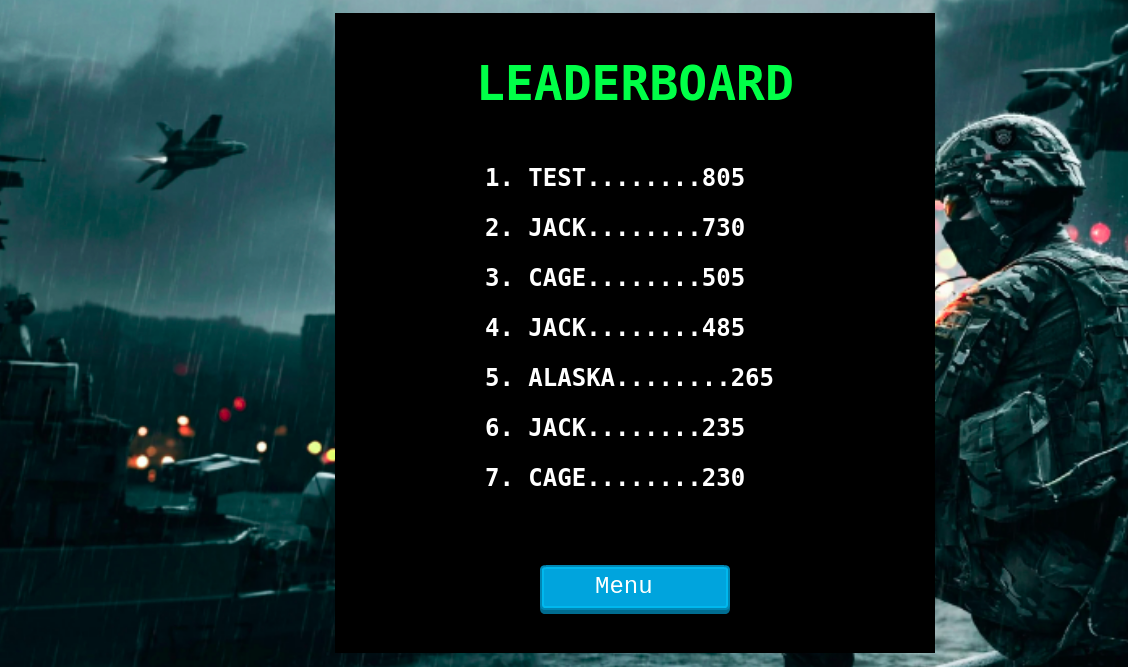 LEADERBOARD
1. TEST........805
2. JACK........730
3. CAGE........505
4. JACK........485
5. ALASKA........265
6. JACK........235
7. CAGE........230
Menu